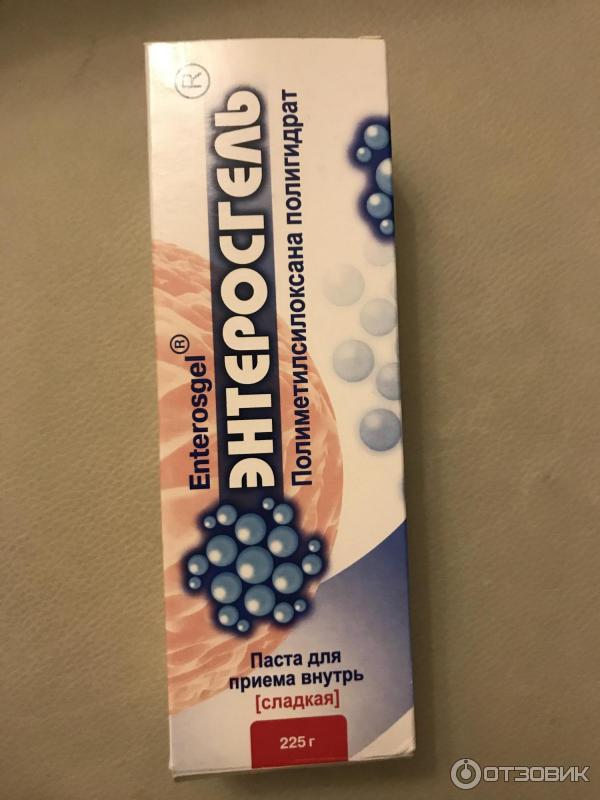 Enterosgel®
ЭНТЕРОСГЕЛЬ®
Полиметилсилоксана полигидрат
Паста для
приема внутрь
[сладкая]
225 г
ОТЗОВИК